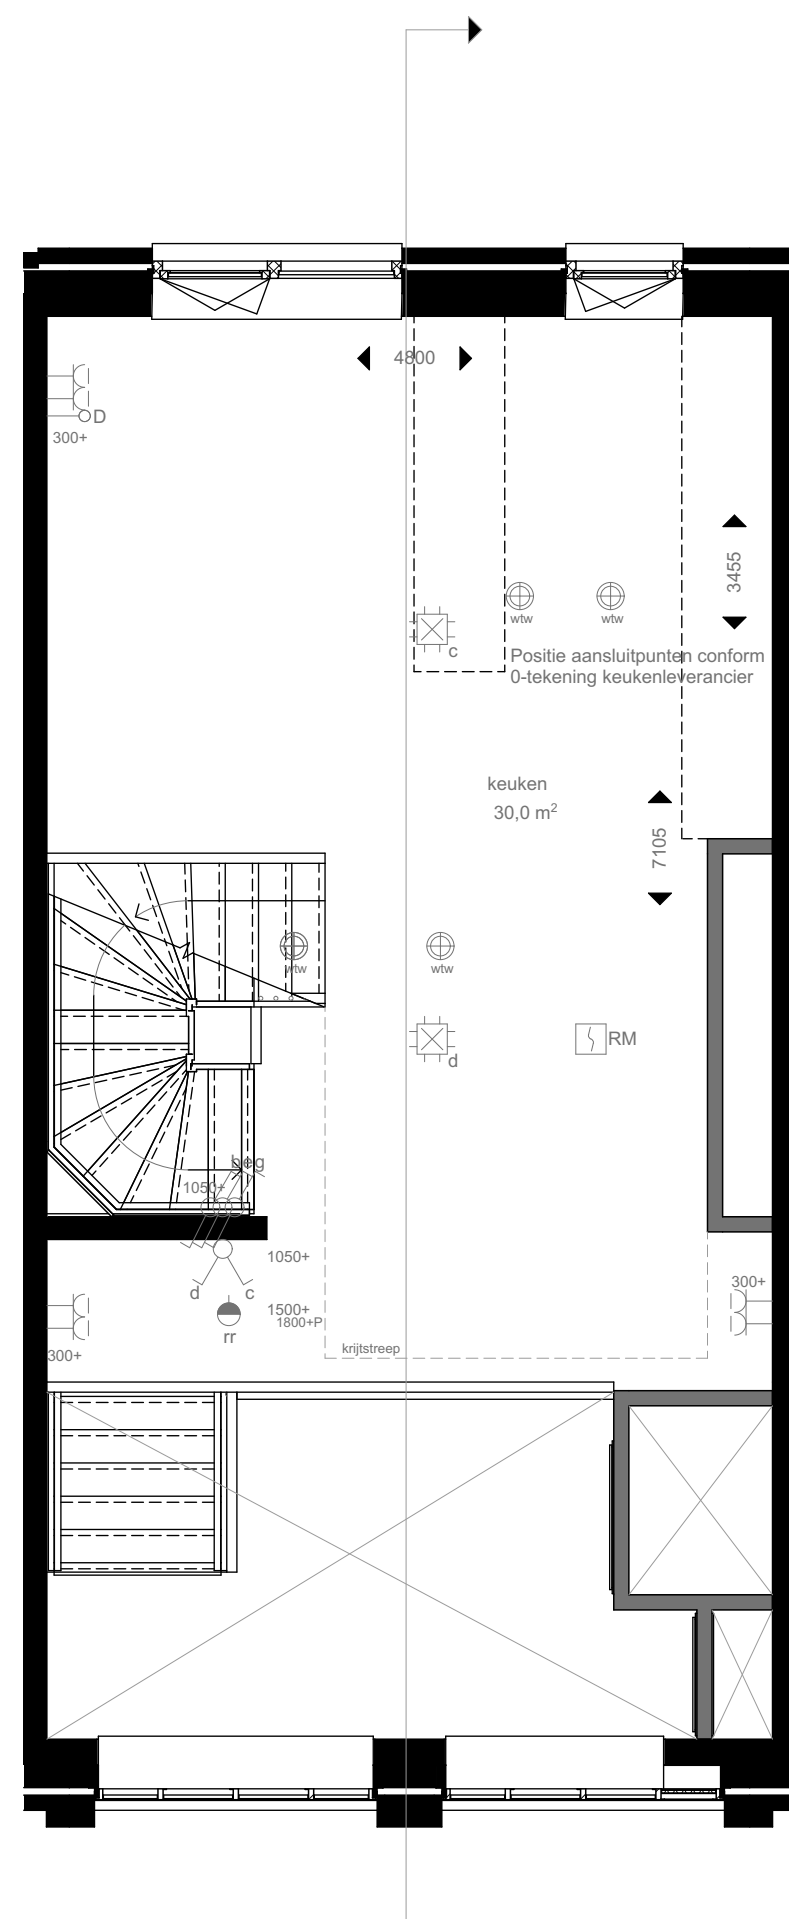 4800
D
300+
3455
wtw
wtw
c
Positie aansluitpunten conform
0-tekening keukenleverancier
keuken
30,0 m²
7105
wtw
wtw
d
RM
beg
1050+
1050+
d
c
300+
1500+
1800+P
rr
300+
krijtstreep